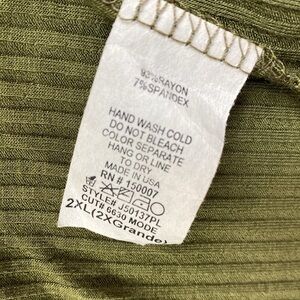 93%RAYON
7%SPANDEX
HAND WASH COLD
DO NOT BLEACH
COLOR SEPARATE
HANG OR LINE
TO DRY
MADE IN USA
RN # 150007
STYLE# J50137PL
CUT# 6630 MODE
2XL(2XGrande)